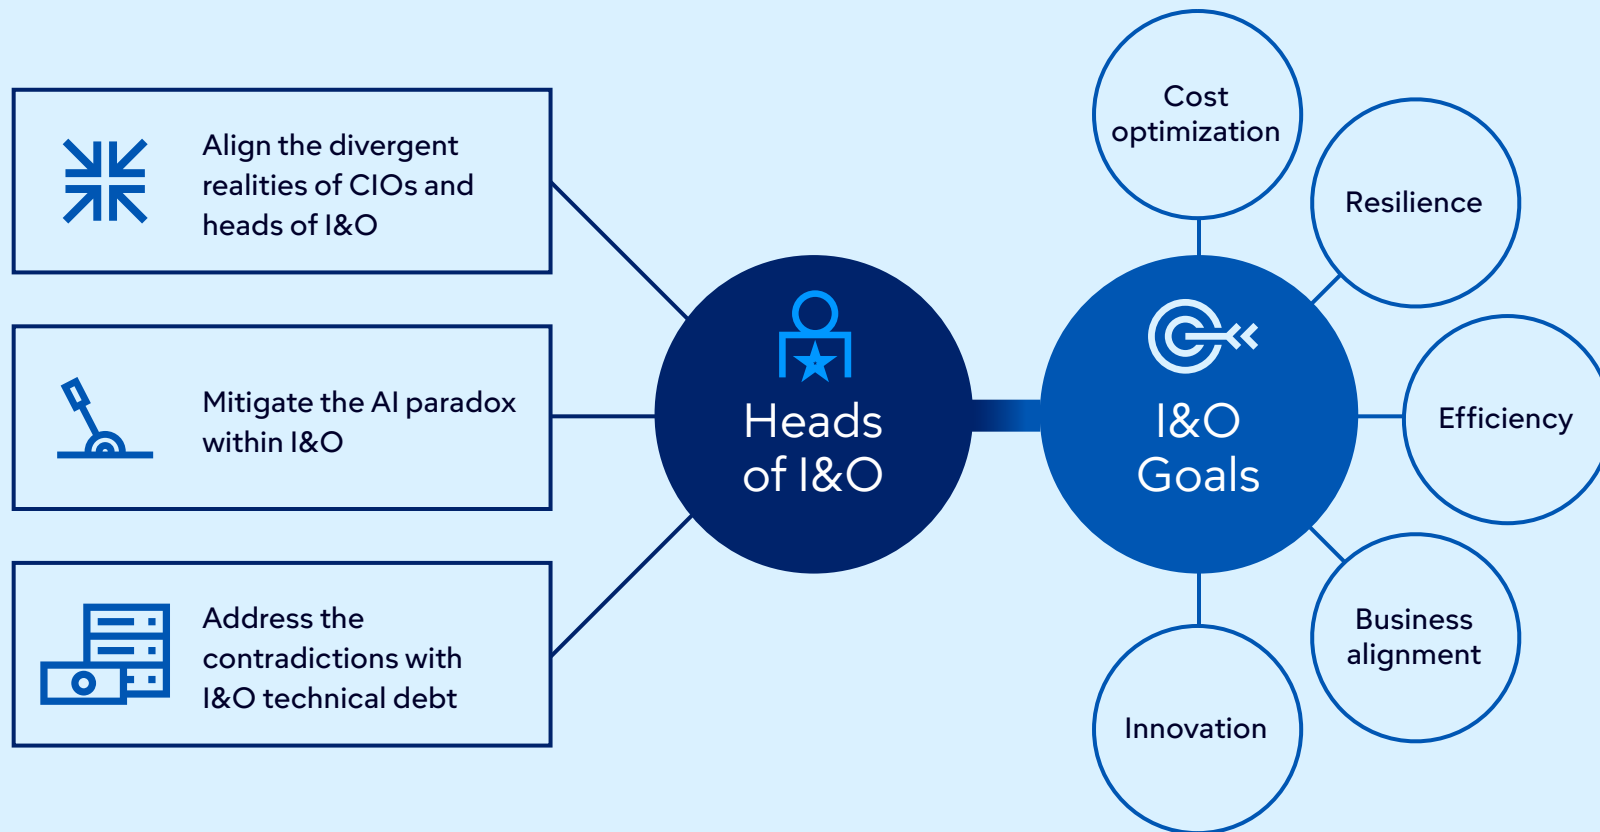 Align the divergent
realities of CIOs and
heads of I&O
Mitigate the AI paradox
within I&O
Address the
contradictions with
I&O technical debt
Heads
of I&O
I&O
Goals
Cost
optimization
Resilience
Efficiency
Business
alignment
Innovation